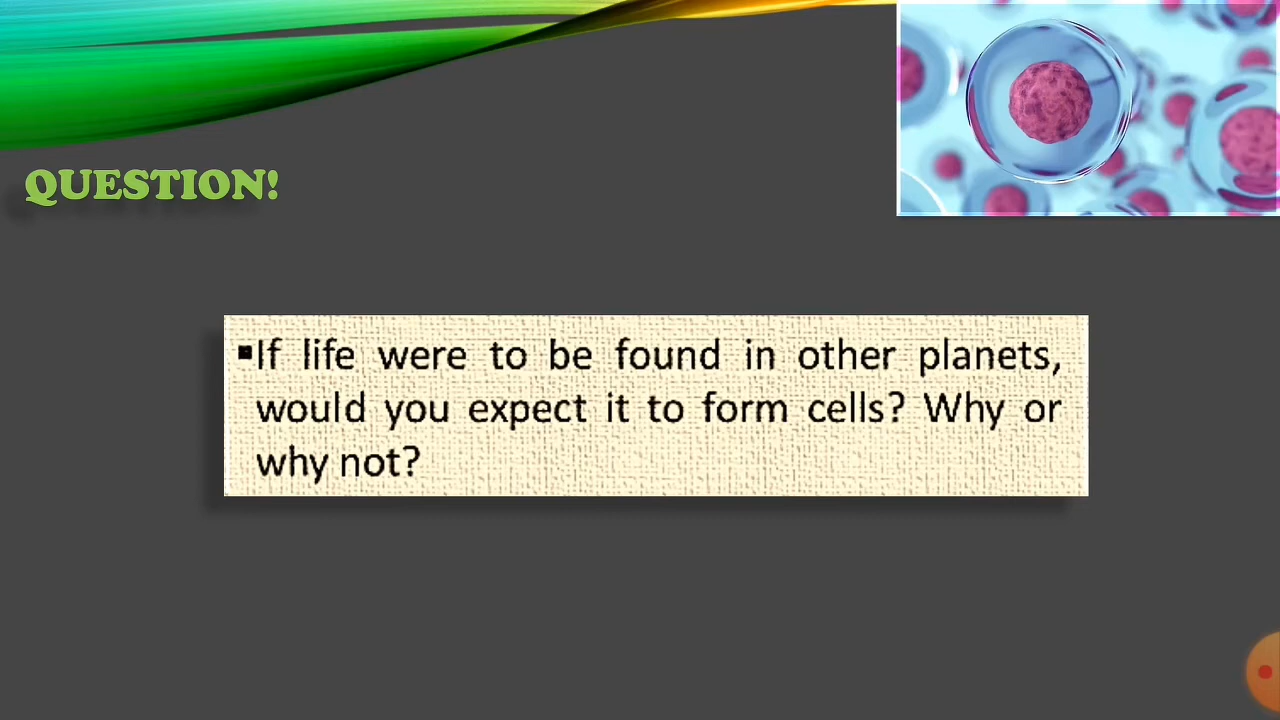 QUESTION!
▪If life were to be found in other planets,
would you expect it to form cells? Why or
why not?